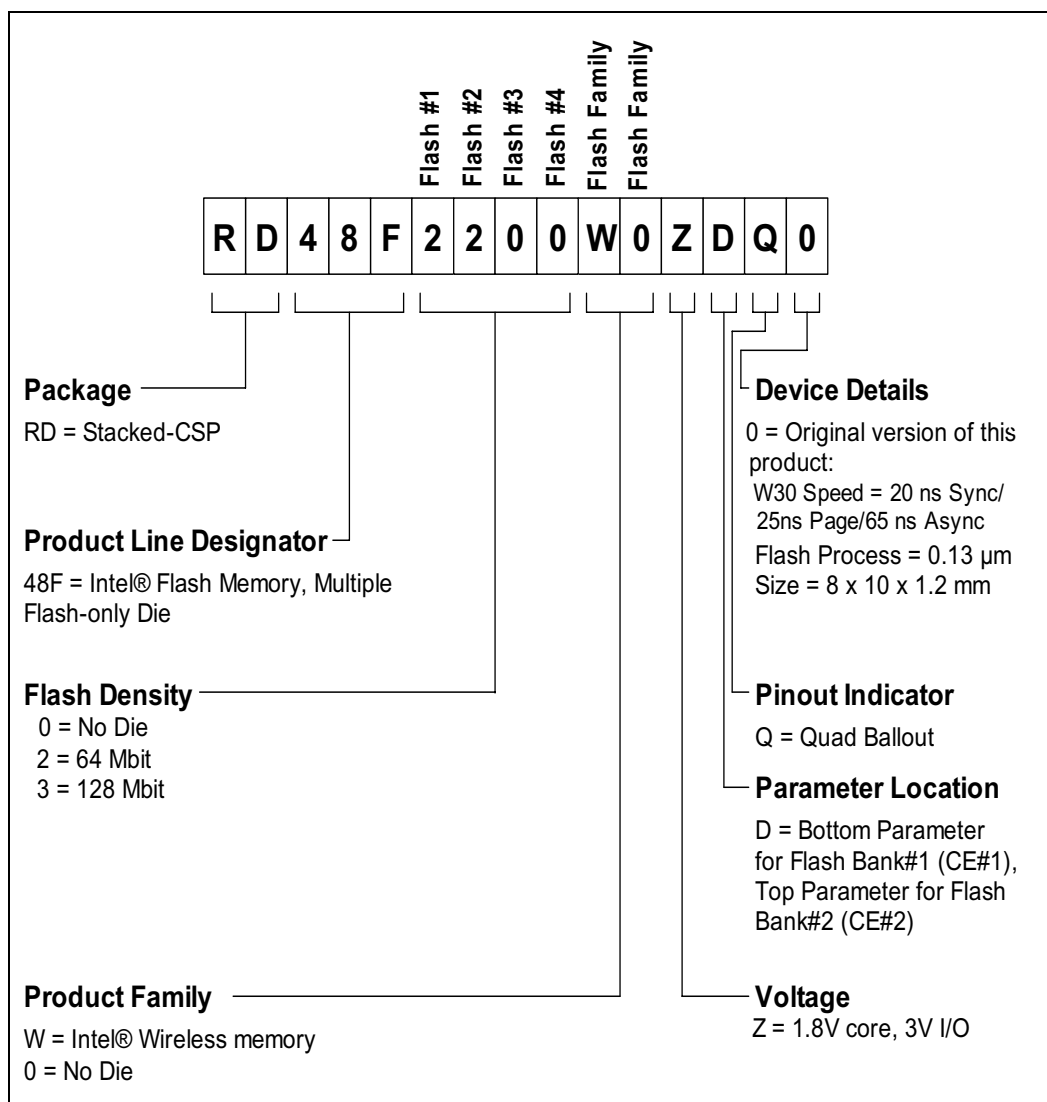 Flash #1
Flash #2
Flash #3
Flash #4
Flash Family
Flash Family
R D 4 8 F 2 2 0 0 W 0 Z D Q 0
Package
RD = Stacked-CSP
Product Line Designator
48F = Intel® Flash Memory, Multiple
Flash-only Die
Flash Density
0 = No Die
2 = 64 Mbit
3 = 128 Mbit
Product Family
W = Intel® Wireless memory
0 = No Die
Device Details
0 = Original version of this
product:
W30 Speed = 20 ns Sync/
25ns Page/65 ns Async
Flash Process = 0.13 µm
Size = 8 x 10 x 1.2 mm
Pinout Indicator
Q = Quad Ballout
Parameter Location
D = Bottom Parameter
for Flash Bank#1 (CE#1),
Top Parameter for Flash
Bank#2 (CE#2)
Voltage
Z = 1.8V core, 3V I/O